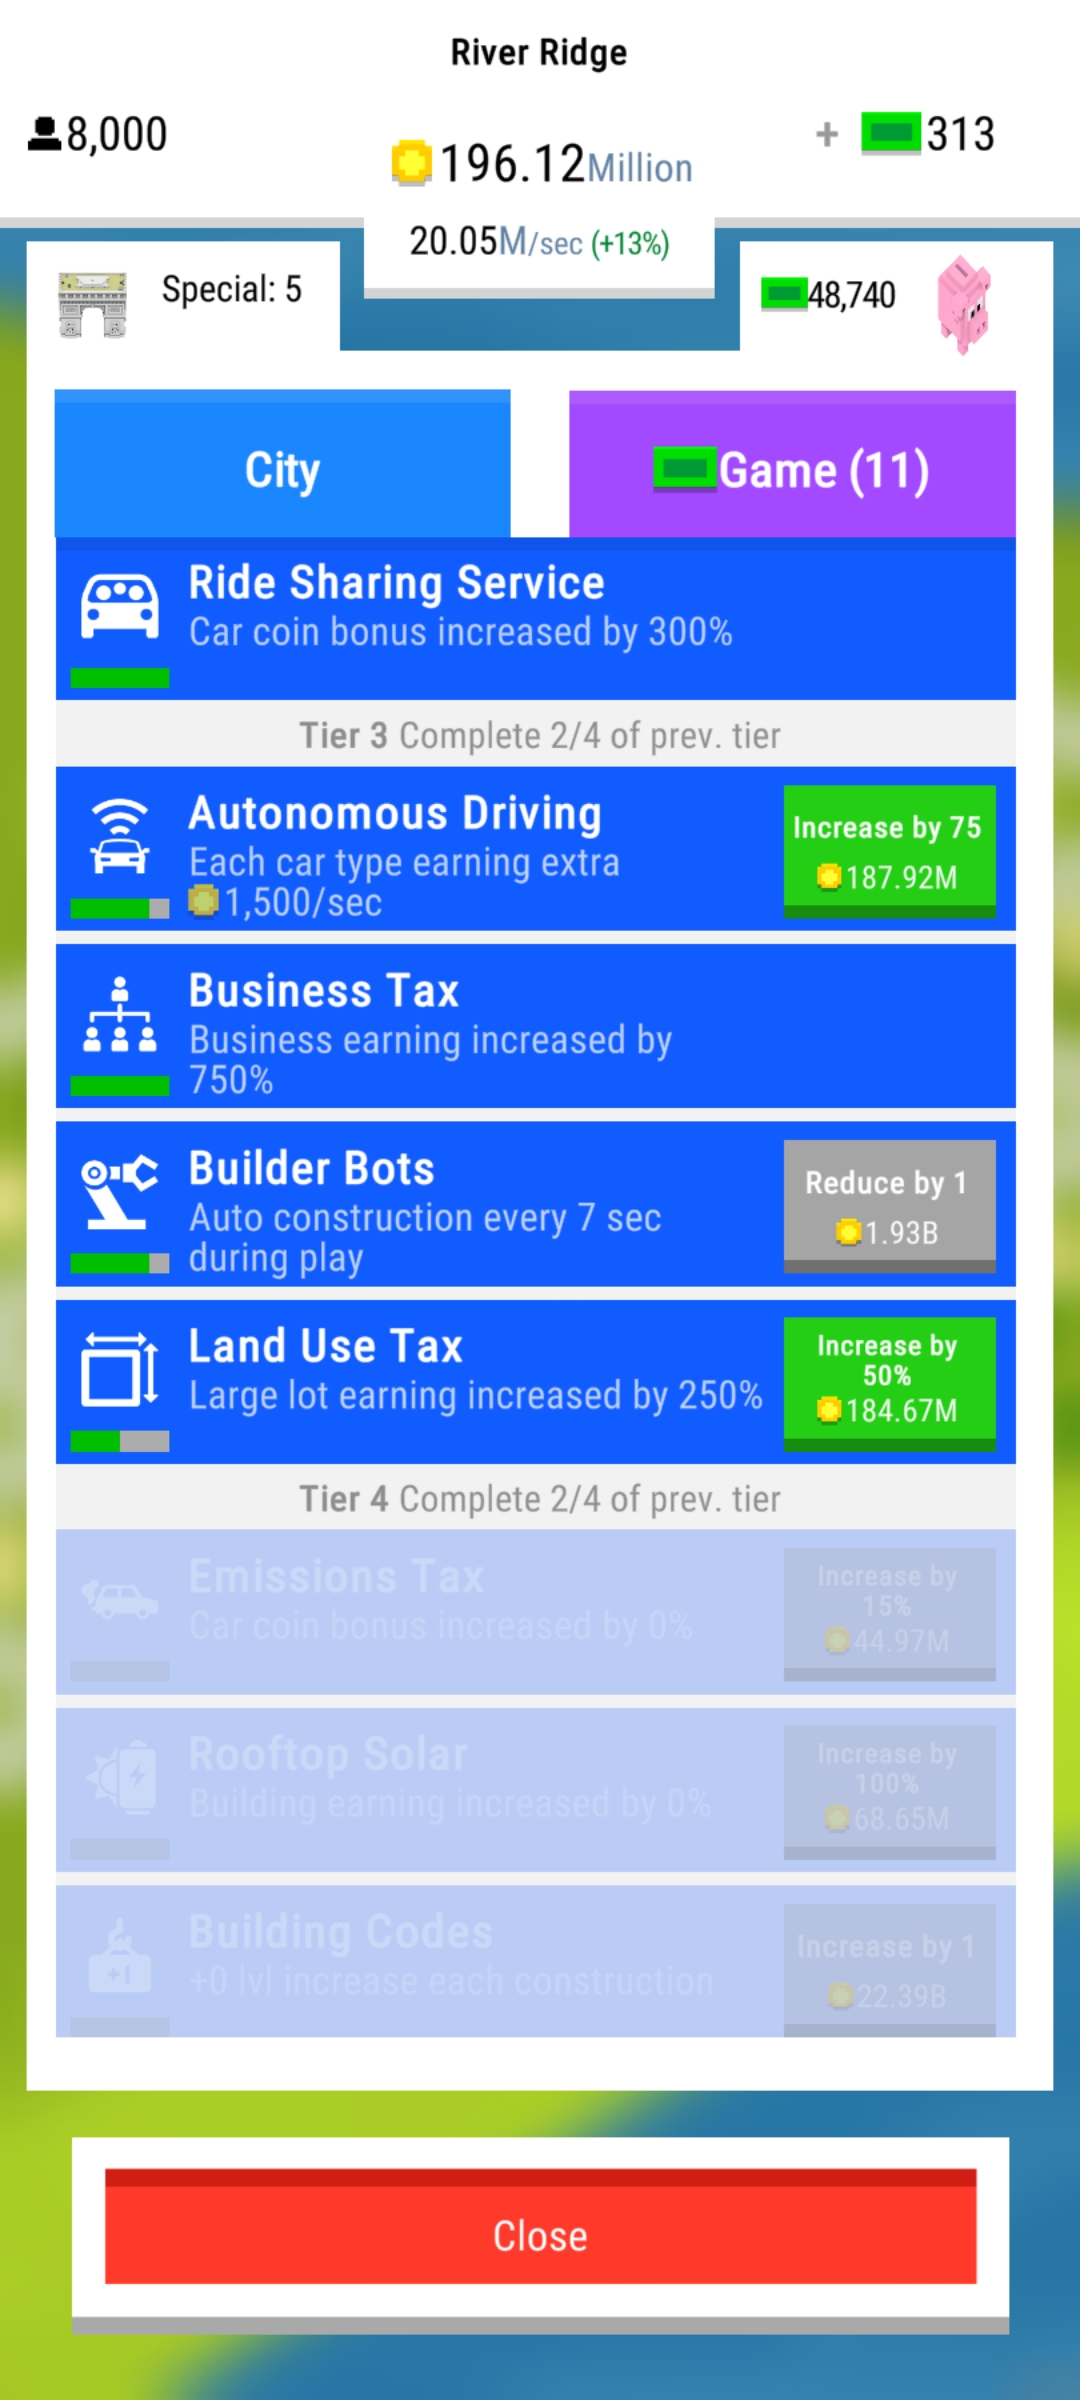 River Ridge
8,000
196.12Million
+ 313
20.05M/sec (+13%)
Special: 5
48,740
City
Game (11)
Ride Sharing Service
Car coin bonus increased by 300%
Tier 3 Complete 2/4 of prev. tier
Autonomous Driving
Each car type earning extra
1,500/sec
Increase by 75
187.92M
Business Tax
Business earning increased by
750%
Builder Bots
Auto construction every 7 sec
during play
Reduce by 1
1.93B
Land Use Tax
Large lot earning increased by 250%
Increase by
50%
184.67M
Tier 4 Complete 2/4 of prev. tier
Emissions Tax
Car coin bonus increased by 0%
Increase by
15%
44.97M
Rooftop Solar
Building earning increased by 0%
Increase by
100%
68.65M
Building Codes
+0 lvl increase each construction
+1
Increase by 1
22.39B
Close